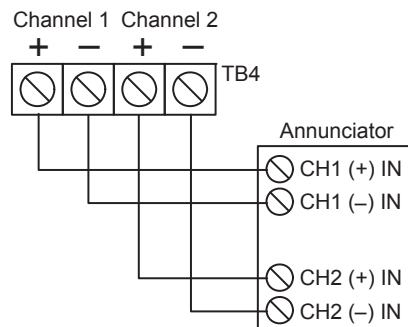 Channel 1 Channel 2
+ – + –
TB4
Annunciator
CH1 (+) IN
CH1 (–) IN
CH2 (+) IN
CH2 (–) IN